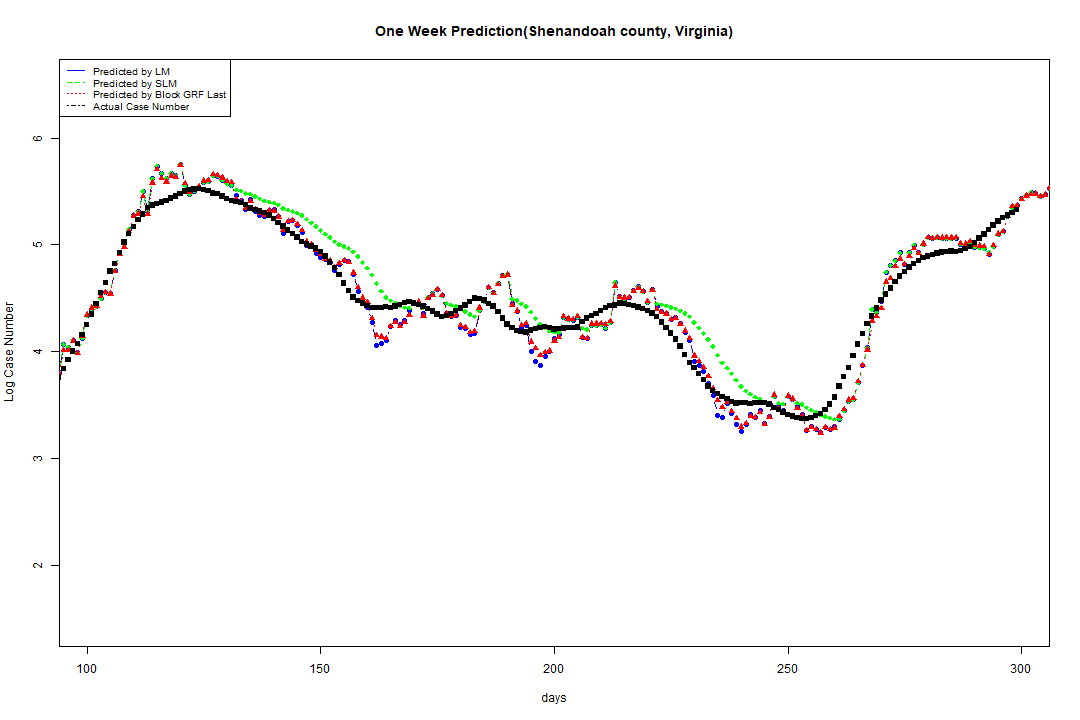 One Week Prediction(Shenandoah county, Virginia)
Predicted by LM
Predicted by SLM
Predicted by Block GRF Last
Actual Case Number
6
5
4
3
2
Log Case Number
100 150 200 250 300
days